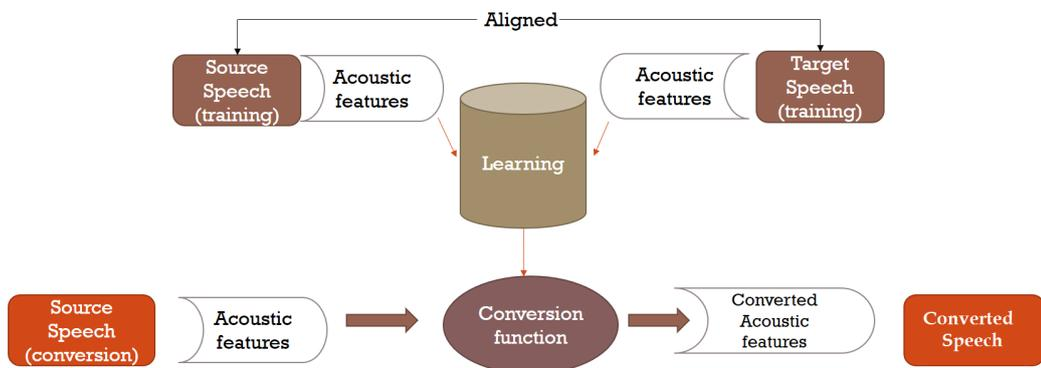 Aligned
Source
Speech
(training)
Acoustic
features
Acoustic
features
Target
Speech
(training)
Learning
Source
Speech
(conversion)
Acoustic
features
Conversion
function
Converted
Acoustic
features
Converted
Speech